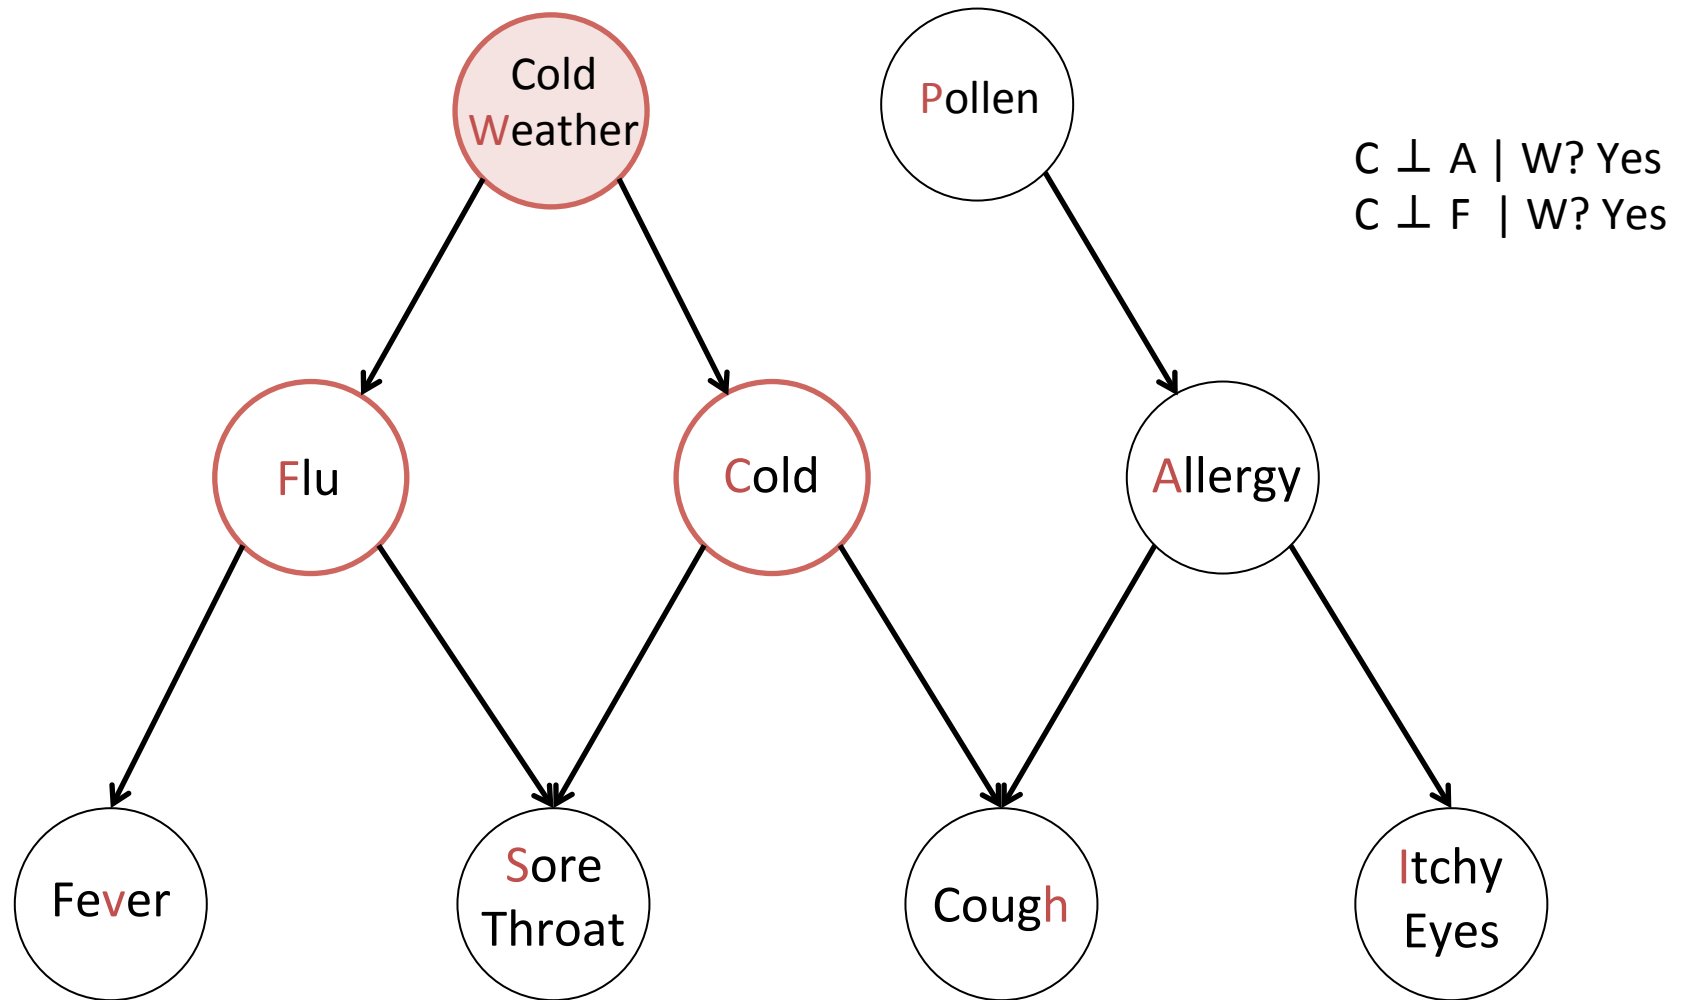 Cold
Weather
Pollen
C ⊥ A | W? Yes
C ⊥ F | W? Yes
Flu
Cold
Allergy
Fever
Sore
Throat
Cough
Itchy
Eyes